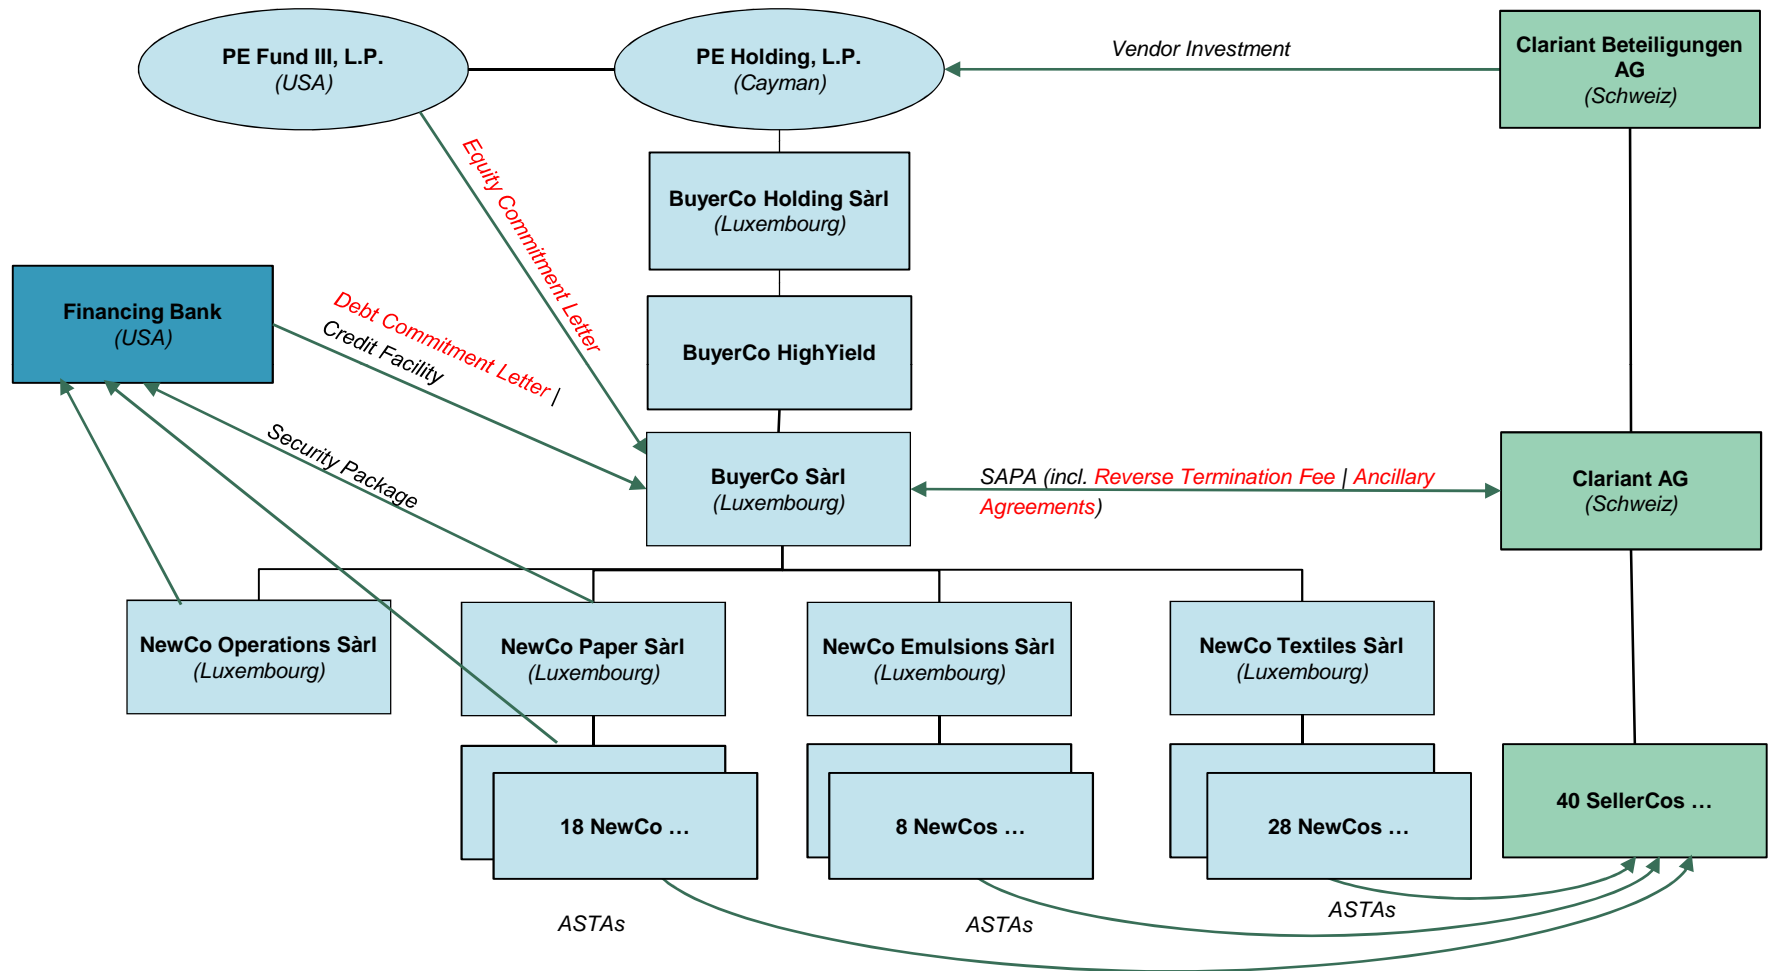 PE Fund III, L.P.
(USA)
PE Holding, L.P.
(Cayman)
Vendor Investment
Clariant Beteiligungen
AG
(Schweiz)
Equity Commitment Letter
BuyerCo Holding Sàrl
(Luxembourg)
Financing Bank
(USA)
Debt Commitment Letter |
Credit Facility
BuyerCo HighYield
Security Package
BuyerCo Sàrl
(Luxembourg)
SAPA (incl. Reverse Termination Fee | Ancillary
Agreements)
Clariant AG
(Schweiz)
NewCo Operations Sàrl
(Luxembourg)
NewCo Paper Sàrl
(Luxembourg)
NewCo Emulsions Sàrl
(Luxembourg)
NewCo Textiles Sàrl
(Luxembourg)
18 NewCo …
8 NewCos …
28 NewCos …
40 SellerCos …
ASTAs
ASTAs
ASTAs